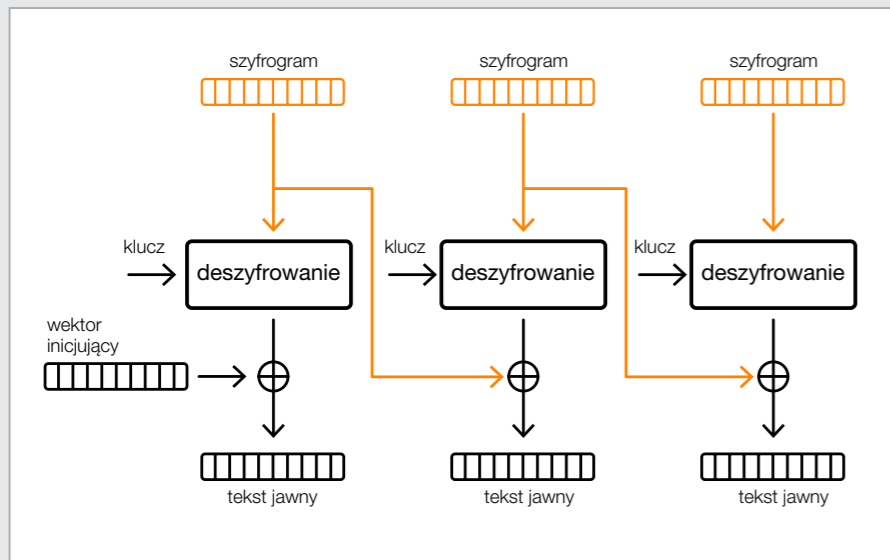 szyfrogram
szyfrogram
szyfrogram
klucz
deszyfrowanie
klucz
deszyfrowanie
klucz
deszyfrowanie
wektor
inicjujący
tekst jawny
tekst jawny
tekst jawny